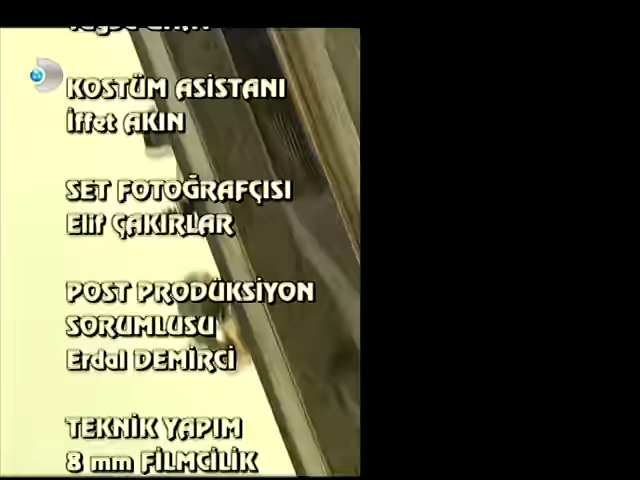 KOSTÜM ASİSTANI
İffet AKIN
SET FOTOĞRAFÇISI
Elif ÇAKIRLAR
POST PRODÜKSİYON
SORUMLUSU
Erdal DEMİRCİ
TEKNİK YAPIM
8 mm FİLMCİLİK